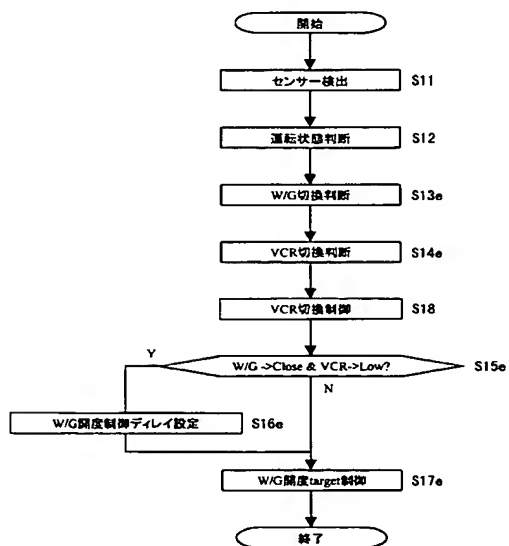 開始
センサー検出 S11
運転状態判断 S12
W/G切換判断 S13e
VCR切換判断 S14e
VCR切換制御 S18
W/G ->Close & VCR->Low? S15e
Y
N
W/G開度制御ディレイ設定 S16e
W/G開度target制御 S17e
終了